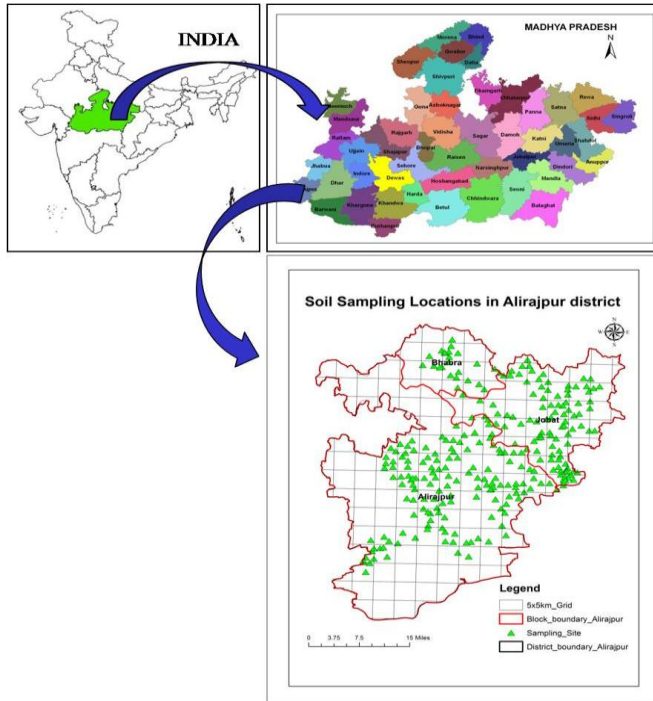 INDIA
MADHYA PRADESH
N
Morena
Bhind
Gwalior
Datia
Sheopur
Shivpuri
Tikamgarh
Chhatarpur
Panna
Satna
Rewa
Sidhi
Singroli
Guna
Ashoknagar
Neemuch
Mandsaur
Ratlam
Rajgarh
Vidisha
Sagar
Damoh
Katni
Umaria
Shahdol
Anuppur
Ujjain
Shajapur
Bhopal
Raisen
Jabalpur
Dindori
Jhabua
Dhar
Indore
Dewas
Sehore
Hoshangabad
Narsinghpur
Mandla
Seoni
Barwani
Khargone
Khandwa
Harda
Betul
Chhindwara
Balaghat
Soil Sampling Locations in Alirajpur district
N
W
E
S
Bhabra
Jobat
Alirajpur
Legend
5x5km_Grid
Block_boundary_Alirajpur
Sampling_Site
District_boundary_Alirajpur
0 3.75 7.5 15 Miles